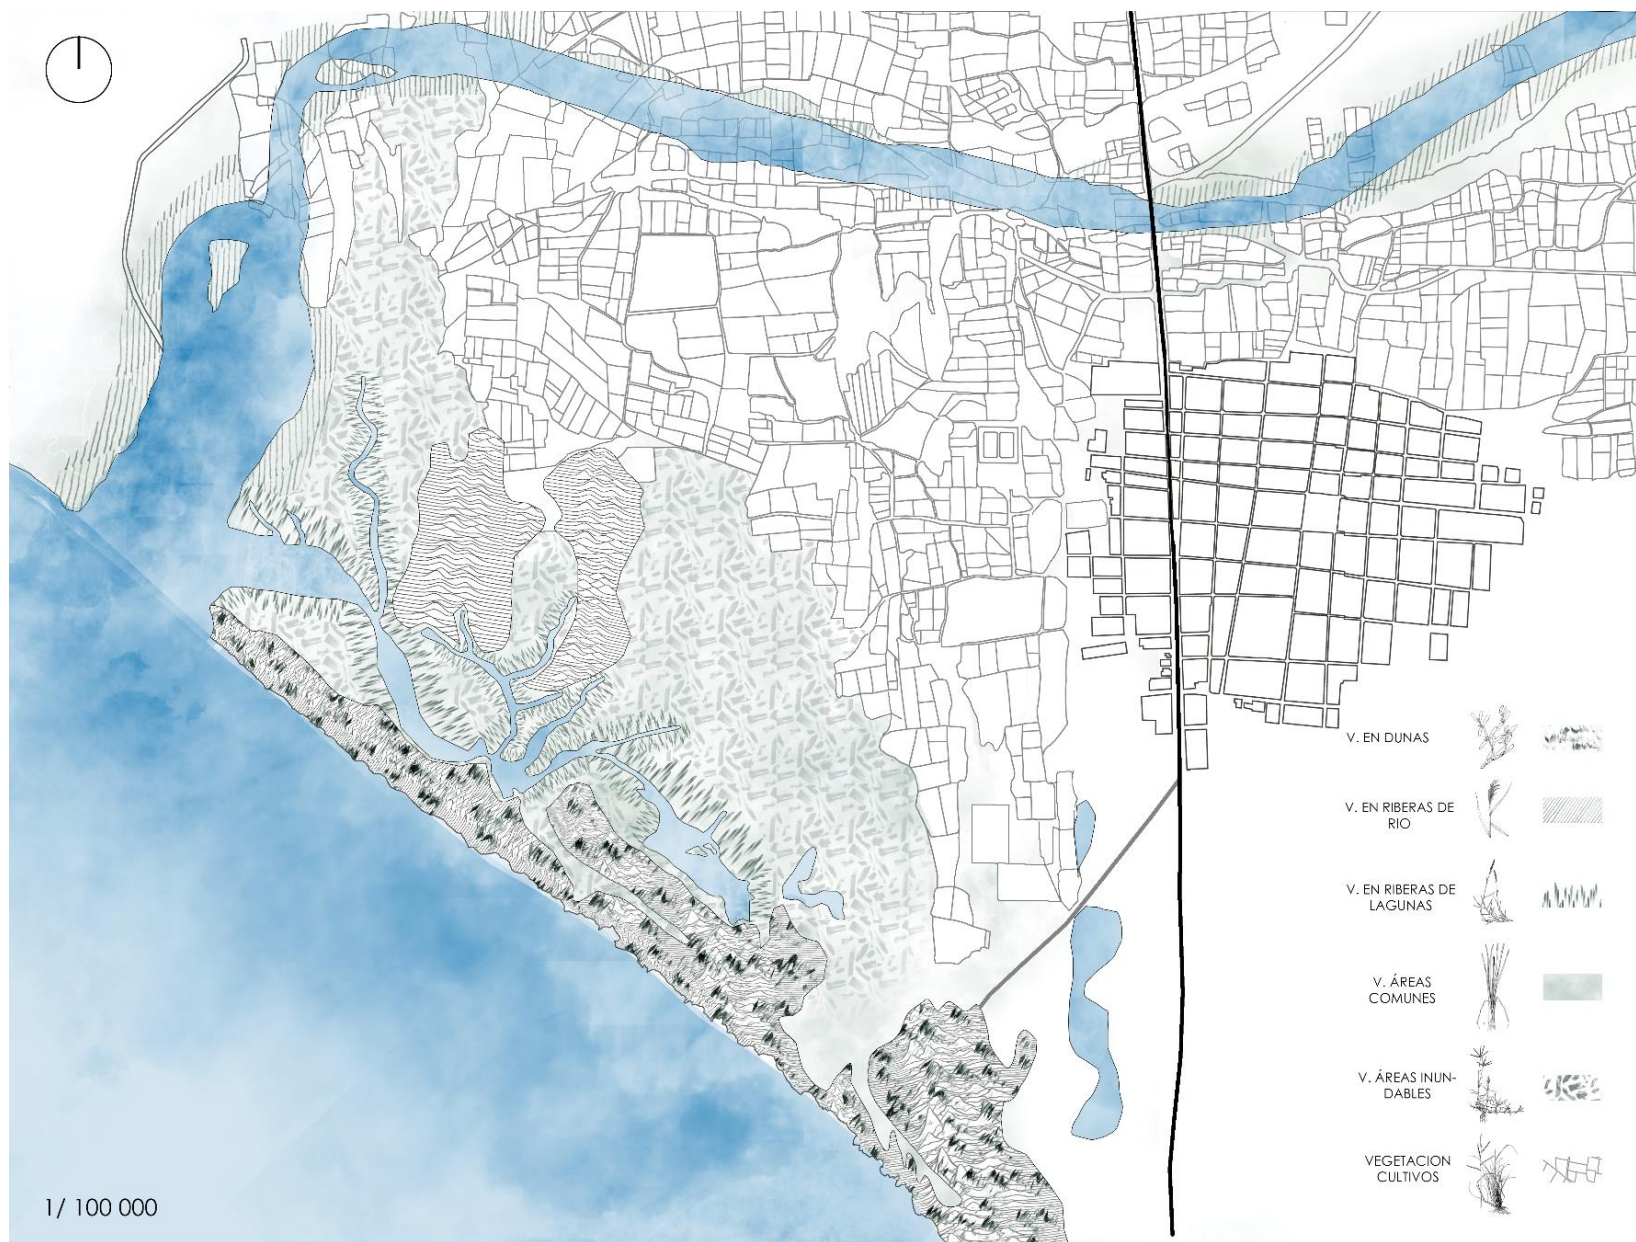 V. EN DUNAS
V. EN RIBERAS DE
RIO
V. EN RIBERAS DE
LAGUNAS
V. ÁREAS
COMUNES
V. ÁREAS INUN-
DABLES
VEGETACION
CULTIVOS
1/ 100 000